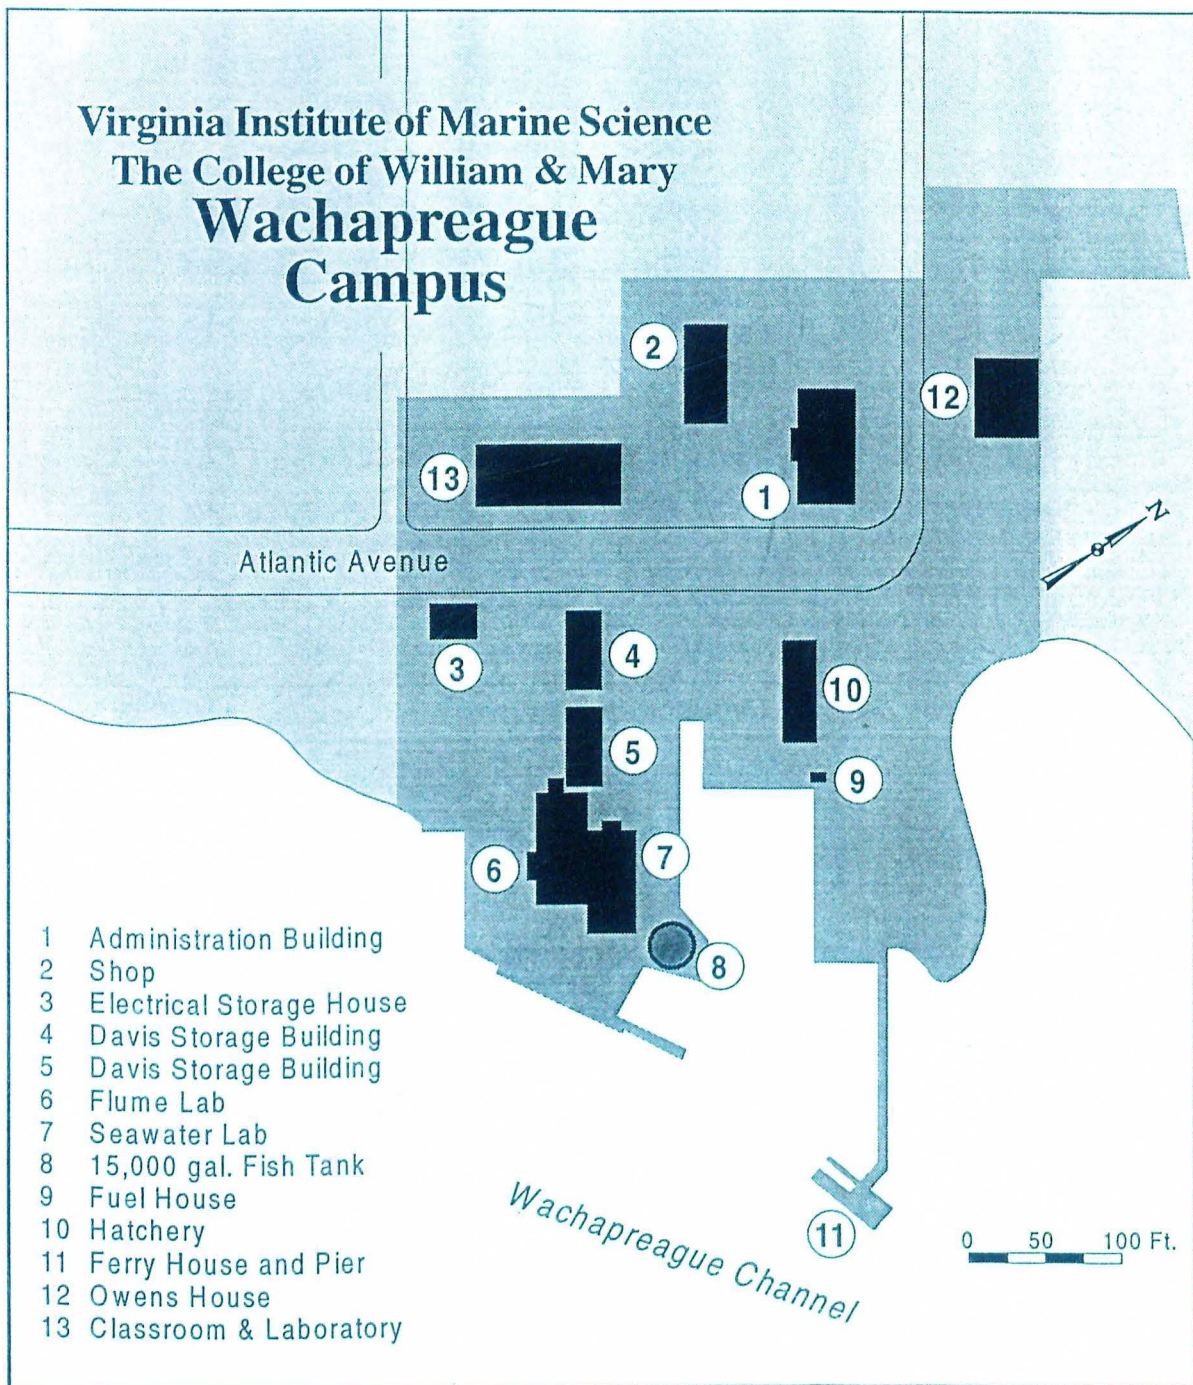 Virginia Institute of Marine Science
The College of William & Mary
Wachapreague
Campus
2
12
13
1
N
Atlantic Avenue
3
4
10
5
9
6
7
8
1 Administration Building
2 Shop
3 Electrical Storage House
4 Davis Storage Building
5 Davis Storage Building
6 Flume Lab
7 Seawater Lab
8 15,000 gal. Fish Tank
9 Fuel House
10 Hatchery
11 Ferry House and Pier
12 Owens House
13 Classroom & Laboratory
Wachapreague Channel
11
0 50 100 Ft.